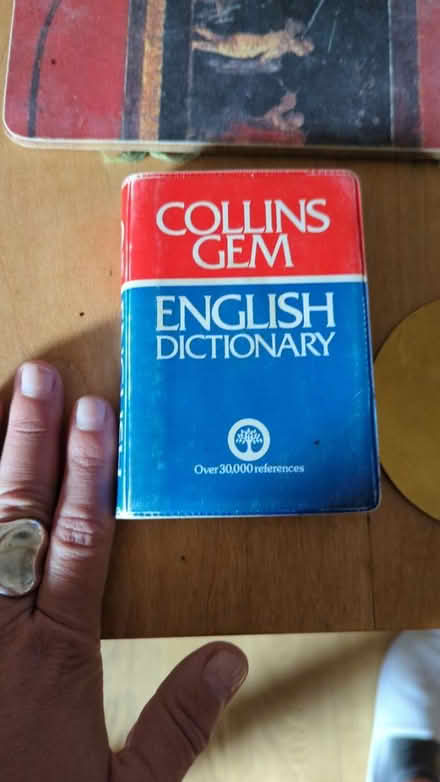 COLLINS
GEM
ENGLISH
DICTIONARY
Over 30,000 references